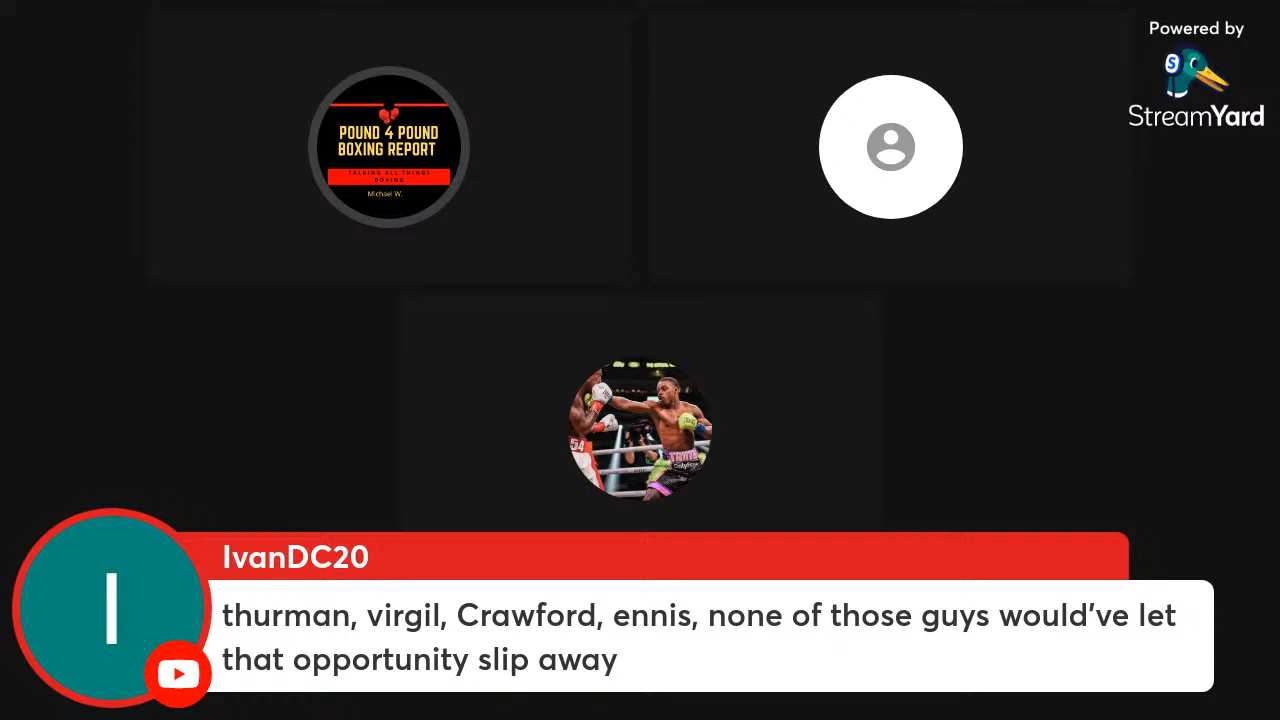 Powered by
S
StreamYard
POUND 4 POUND
BOXING REPORT
TALKING ALL THINGS
BOXING
Michael W.
54
IvanDC20
I
thurman, virgil, Crawford, ennis, none of those guys would've let
that opportunity slip away